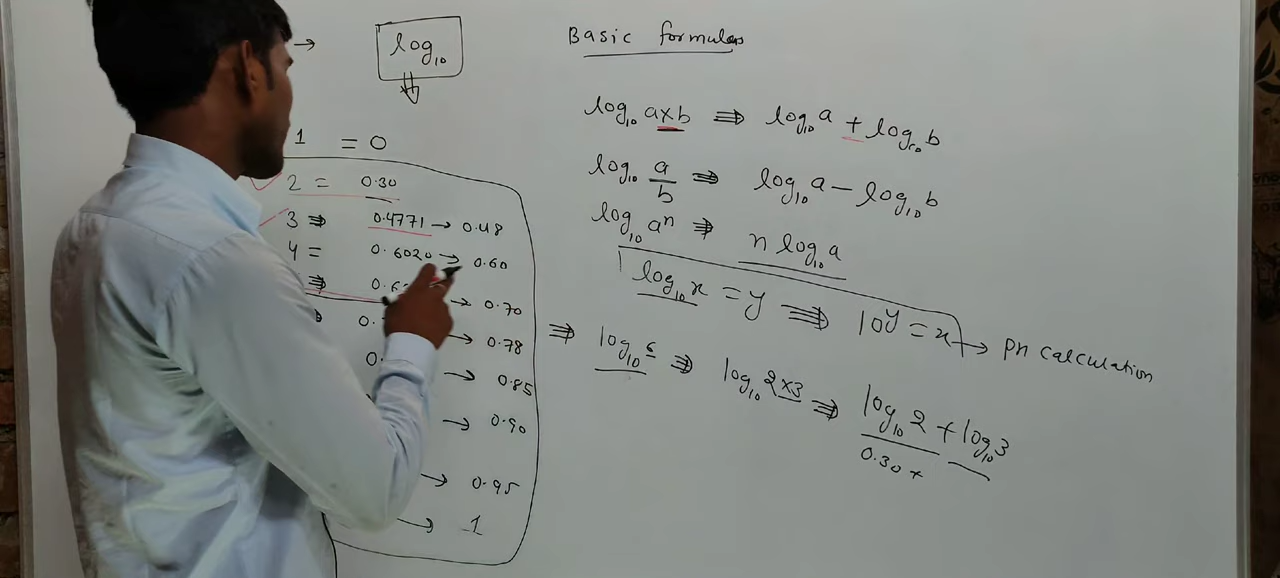 → log₁₀
1 = 0
2 = 0.30
3 ⇛ 0.4771 → 0.48
4 = 0.6020 → 0.60
⇛ → 0.70
→ 0.78
→ 0.85
→ 0.90
→ 0.95
→ 1
Basic formulas
log₁₀ a×b ⇛ log₁₀ a + log₁₀ b
log₁₀ a/b ⇛ log₁₀ a − log₁₀ b
log₁₀ aⁿ ⇛ n log₁₀ a
log₁₀ x = y ⇛ 10ʸ = x → PH calculation
⇛ log₁₀ 6 ⇛ log₁₀ 2×3 ⇛ log₁₀ 2 + log₁₀ 3
0.30 +